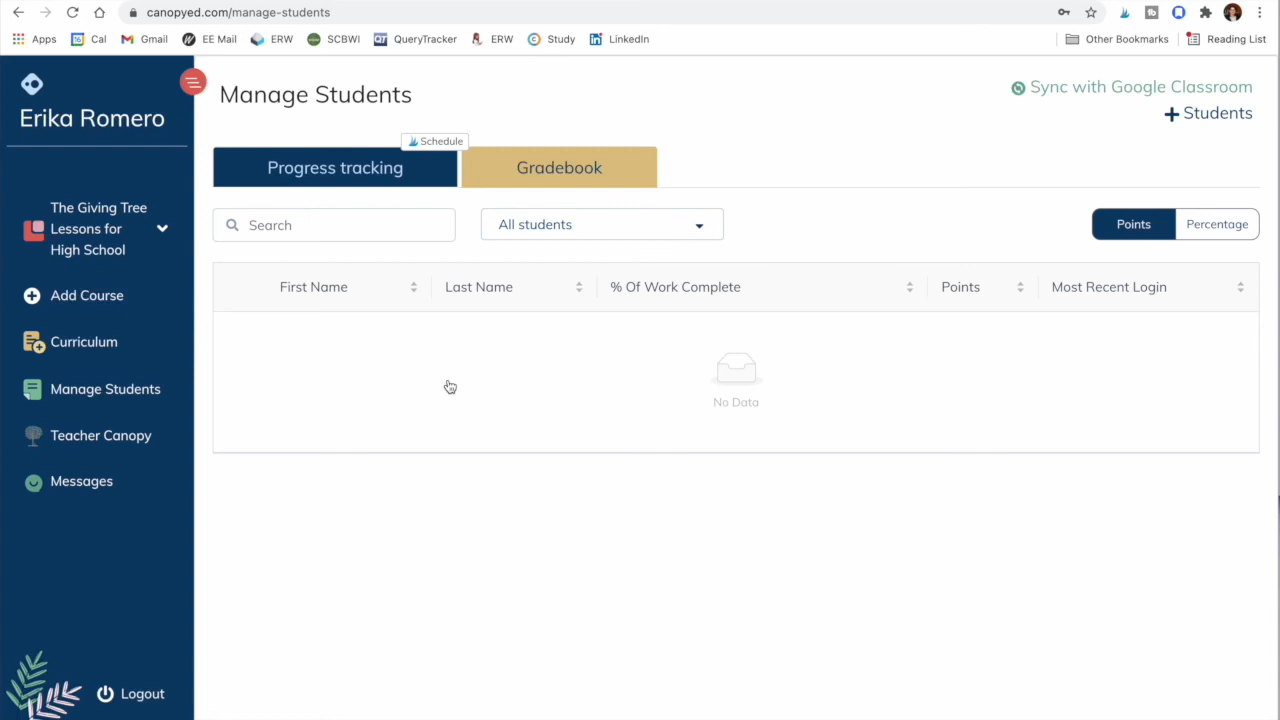 canopyed.com/manage-students
Apps Cal Gmail EE Mail ERW SCBWI QueryTracker ERW Study LinkedIn Other Bookmarks Reading List
Erika Romero
The Giving Tree
Lessons for
High School
Add Course
Curriculum
Manage Students
Teacher Canopy
Messages
Logout
Manage Students
Sync with Google Classroom
+ Students
Schedule
Progress tracking Gradebook
Search All students Points Percentage
First Name Last Name % Of Work Complete Points Most Recent Login
No Data